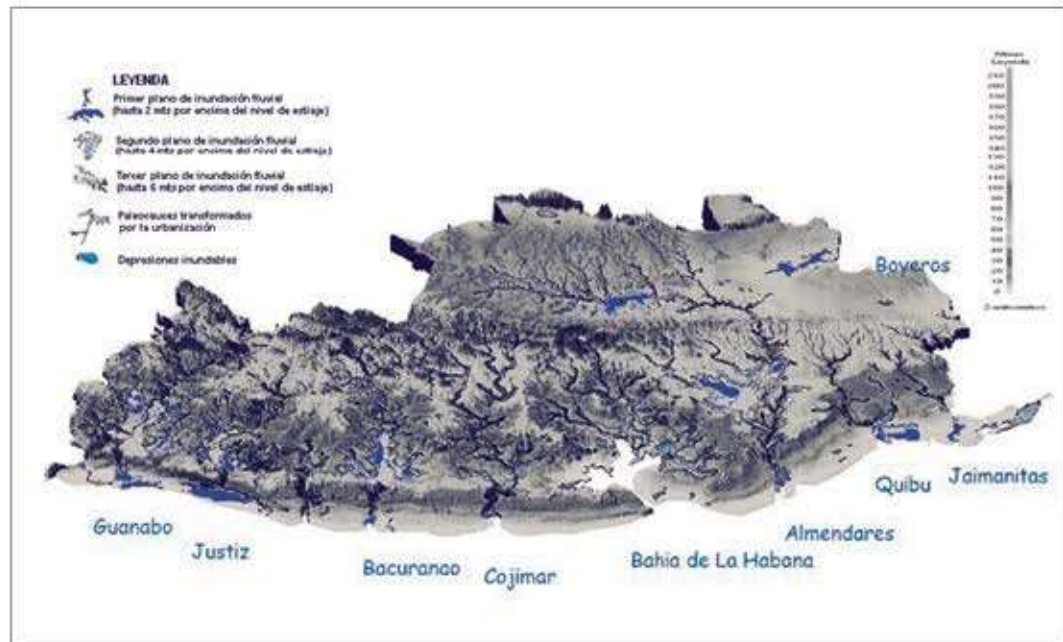 LEYENDA
Primer plano de inundación fluvial
(hasta 2 mts por encima del nivel de estiaje)
Segundo plano de inundación fluvial
(hasta 4 mts por encima del nivel de estiaje)
Tercer plano de inundación fluvial
(hasta 6 mts por encima del nivel de estiaje)
Paleocauces transformados
por la urbanización
Depresiones inundables
Boyeros
Guanabo
Justiz
Bacuranao
Cojimar
Bahia de La Habana
Almendares
Quibu
Jaimanitas